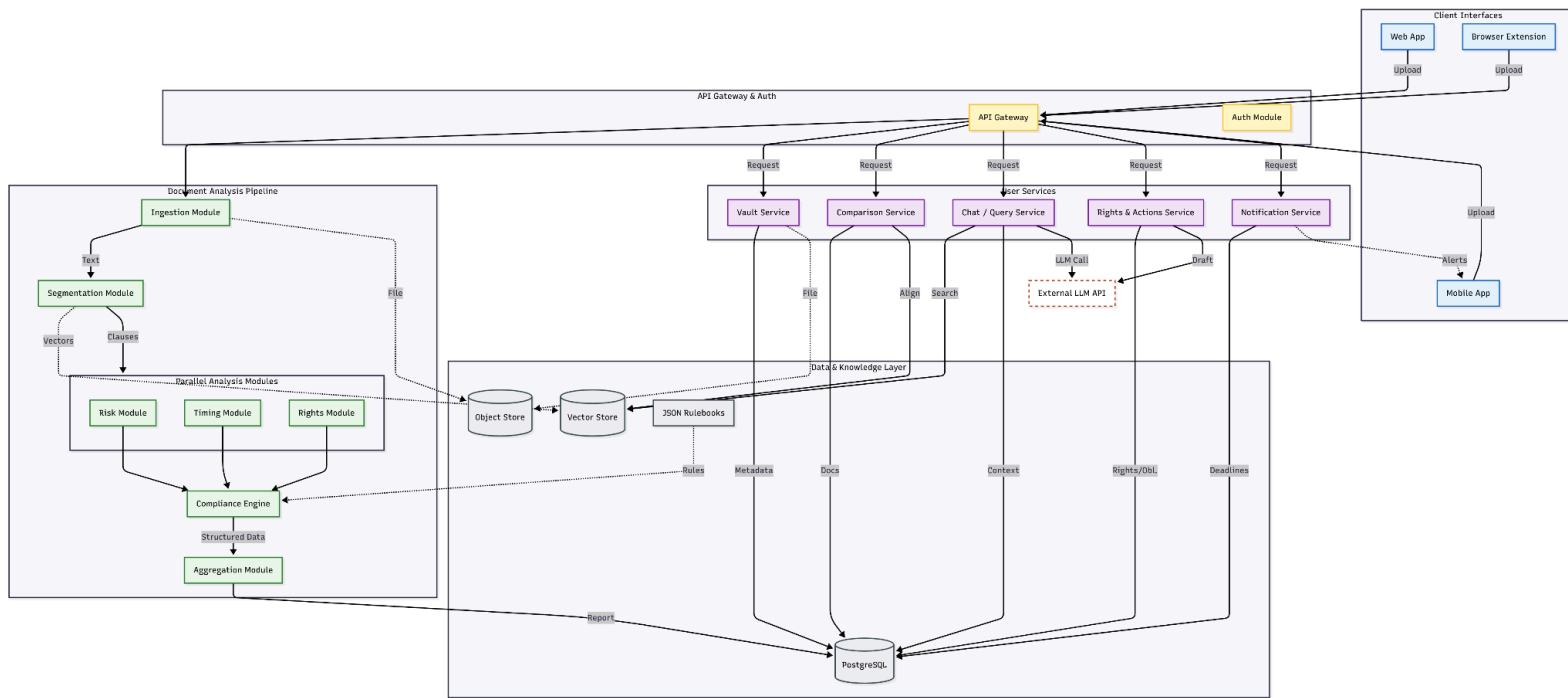 Client Interfaces
Web App
Browser Extension
Upload
Upload
API Gateway & Auth
API Gateway
Auth Module
Request
Request
Request
Request
Request
Document Analysis Pipeline
User Services
Ingestion Module
Vault Service
Comparison Service
Chat / Query Service
Rights & Actions Service
Notification Service
Upload
Text
LLM Call
Draft
Alerts
Segmentation Module
File
File
Align
Search
External LLM API
Mobile App
Vectors
Clauses
Data & Knowledge Layer
Parallel Analysis Modules
Risk Module
Timing Module
Rights Module
Object Store
Vector Store
JSON Rulebooks
Rules
Metadata
Docs
Context
Rights/Obl.
Deadlines
Compliance Engine
Structured Data
Aggregation Module
Report
PostgreSQL